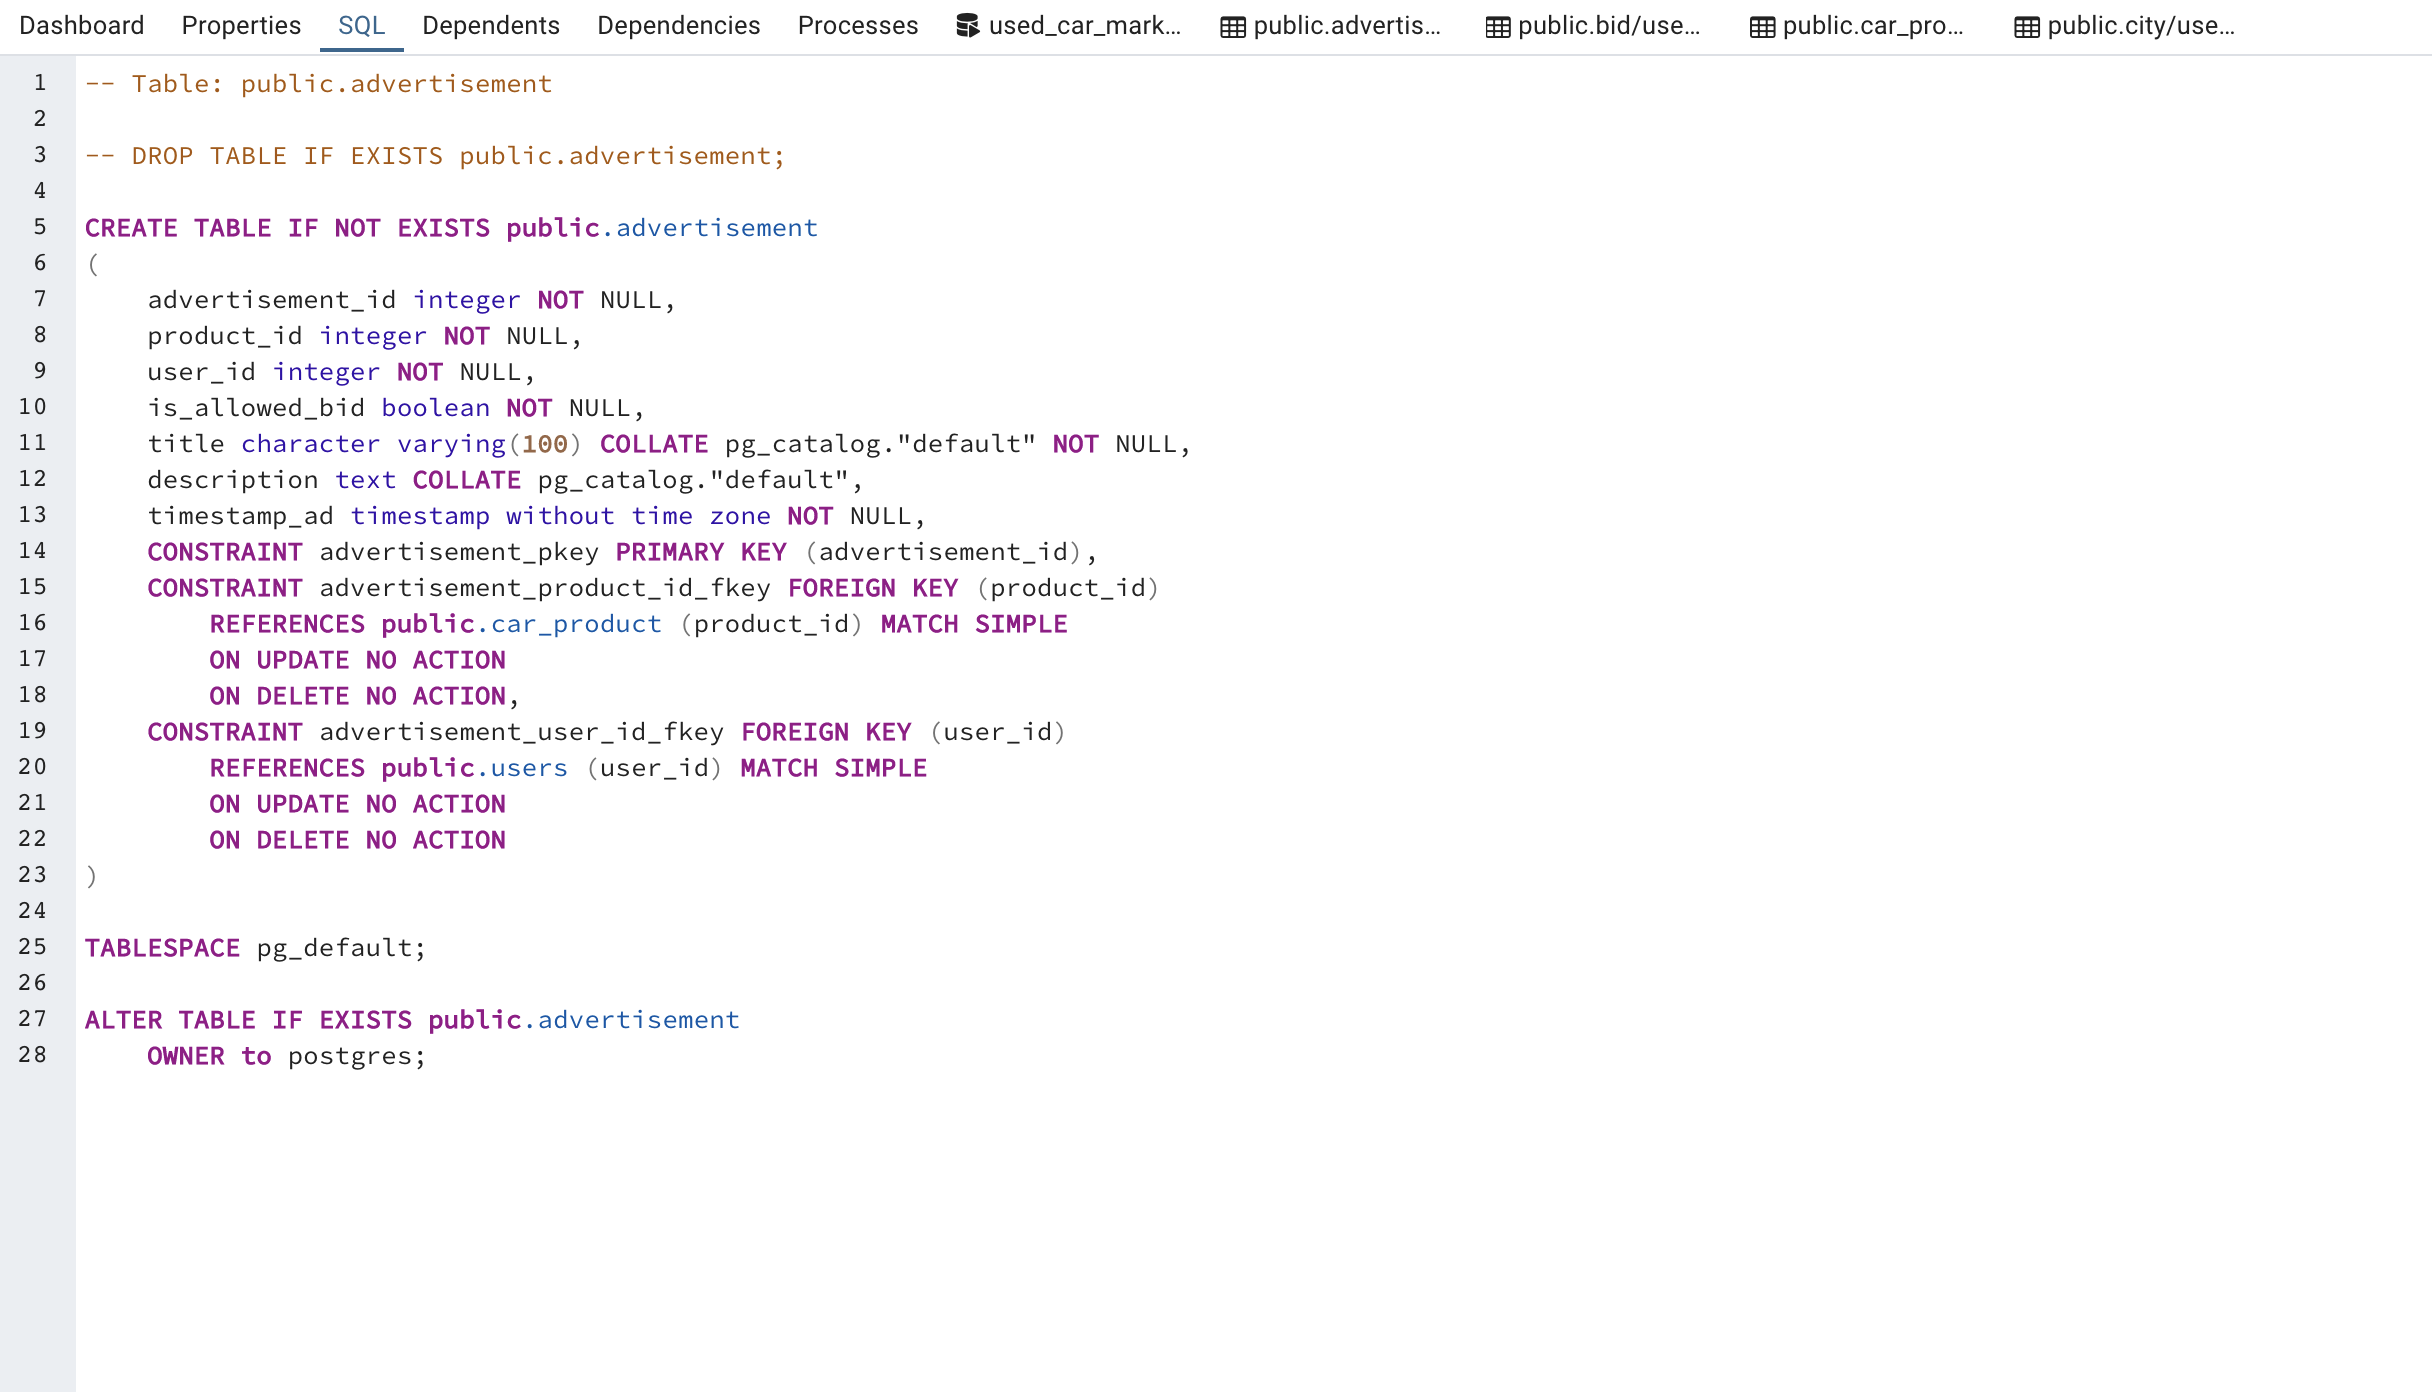 Dashboard Properties SQL Dependents Dependencies Processes used_car_mark... public.advertis... public.bid/use... public.car_pro... public.city/use...
1 -- Table: public.advertisement
2
3 -- DROP TABLE IF EXISTS public.advertisement;
4
5 CREATE TABLE IF NOT EXISTS public.advertisement
6 (
7     advertisement_id integer NOT NULL,
8     product_id integer NOT NULL,
9     user_id integer NOT NULL,
10     is_allowed_bid boolean NOT NULL,
11     title character varying(100) COLLATE pg_catalog."default" NOT NULL,
12     description text COLLATE pg_catalog."default",
13     timestamp_ad timestamp without time zone NOT NULL,
14     CONSTRAINT advertisement_pkey PRIMARY KEY (advertisement_id),
15     CONSTRAINT advertisement_product_id_fkey FOREIGN KEY (product_id)
16         REFERENCES public.car_product (product_id) MATCH SIMPLE
17         ON UPDATE NO ACTION
18         ON DELETE NO ACTION,
19     CONSTRAINT advertisement_user_id_fkey FOREIGN KEY (user_id)
20         REFERENCES public.users (user_id) MATCH SIMPLE
21         ON UPDATE NO ACTION
22         ON DELETE NO ACTION
23 )
24
25 TABLESPACE pg_default;
26
27 ALTER TABLE IF EXISTS public.advertisement
28     OWNER to postgres;